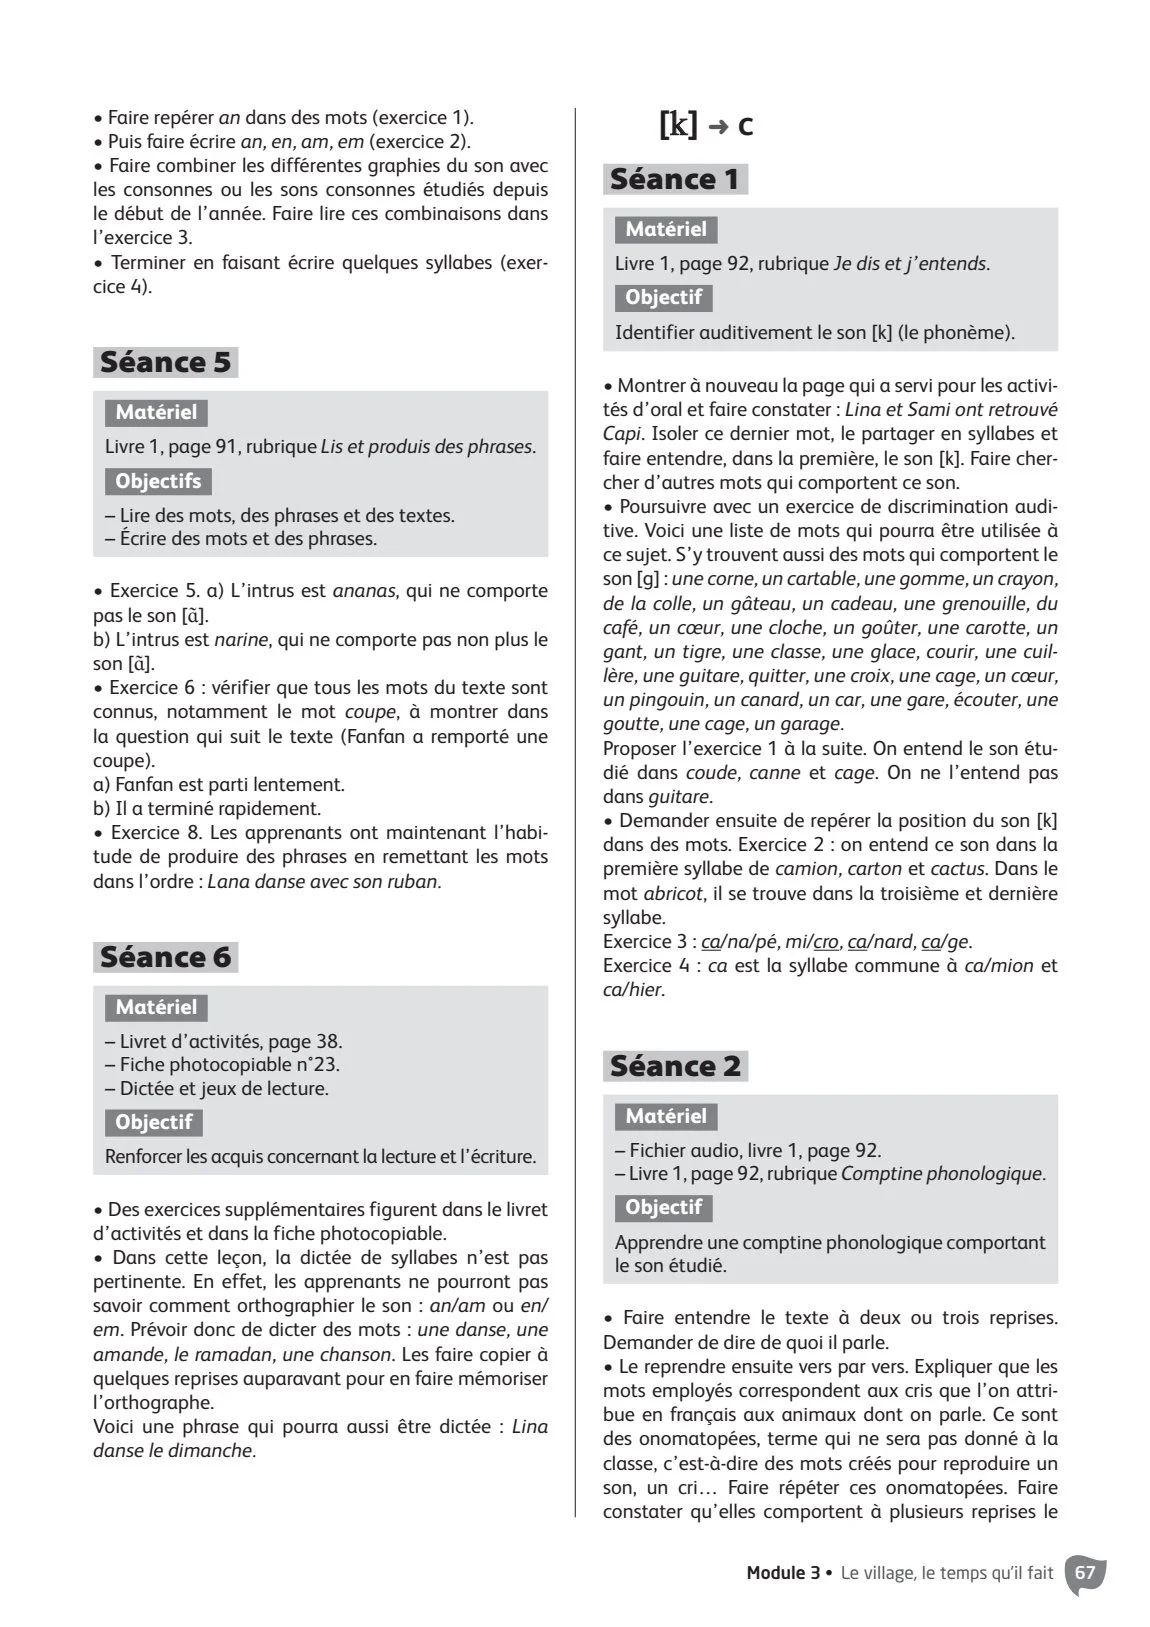 • Faire repérer an dans des mots (exercice 1).
• Puis faire écrire an, en, am, em (exercice 2).
• Faire combiner les différentes graphies du son avec
les consonnes ou les sons consonnes étudiés depuis
le début de l’année. Faire lire ces combinaisons dans
l’exercice 3.
• Terminer en faisant écrire quelques syllabes (exer-
cice 4).
Séance 5
Matériel
Livre 1, page 91, rubrique Lis et produis des phrases.
Objectifs
– Lire des mots, des phrases et des textes.
– Écrire des mots et des phrases.
• Exercice 5. a) L’intrus est ananas, qui ne comporte
pas le son [ã].
b) L’intrus est narine, qui ne comporte pas non plus le
son [ã].
• Exercice 6 : vérifier que tous les mots du texte sont
connus, notamment le mot coupe, à montrer dans
la question qui suit le texte (Fanfan a remporté une
coupe).
a) Fanfan est parti lentement.
b) Il a terminé rapidement.
• Exercice 8. Les apprenants ont maintenant l’habi-
tude de produire des phrases en remettant les mots
dans l’ordre : Lana danse avec son ruban.
Séance 6
Matériel
– Livret d’activités, page 38.
– Fiche photocopiable n°23.
– Dictée et jeux de lecture.
Objectif
Renforcer les acquis concernant la lecture et l’écriture.
• Des exercices supplémentaires figurent dans le livret
d’activités et dans la fiche photocopiable.
• Dans cette leçon, la dictée de syllabes n’est pas
pertinente. En effet, les apprenants ne pourront pas
savoir comment orthographier le son : an/am ou en/
em. Prévoir donc de dicter des mots : une danse, une
amande, le ramadan, une chanson. Les faire copier à
quelques reprises auparavant pour en faire mémoriser
l’orthographe.
Voici une phrase qui pourra aussi être dictée : Lina
danse le dimanche.
[k] ➜ C
Séance 1
Matériel
Livre 1, page 92, rubrique Je dis et j’entends.
Objectif
Identifier auditivement le son [k] (le phonème).
• Montrer à nouveau la page qui a servi pour les activi-
tés d’oral et faire constater : Lina et Sami ont retrouvé
Capi. Isoler ce dernier mot, le partager en syllabes et
faire entendre, dans la première, le son [k]. Faire cher-
cher d’autres mots qui comportent ce son.
• Poursuivre avec un exercice de discrimination audi-
tive. Voici une liste de mots qui pourra être utilisée à
ce sujet. S’y trouvent aussi des mots qui comportent le
son [g] : une corne, un cartable, une gomme, un crayon,
de la colle, un gâteau, un cadeau, une grenouille, du
café, un cœur, une cloche, un goûter, une carotte, un
gant, un tigre, une classe, une glace, courir, une cuil-
lère, une guitare, quitter, une croix, une cage, un cœur,
un pingouin, un canard, un car, une gare, écouter, une
goutte, une cage, un garage.
Proposer l’exercice 1 à la suite. On entend le son étu-
dié dans coude, canne et cage. On ne l’entend pas
dans guitare.
• Demander ensuite de repérer la position du son [k]
dans des mots. Exercice 2 : on entend ce son dans la
première syllabe de camion, carton et cactus. Dans le
mot abricot, il se trouve dans la troisième et dernière
syllabe.
Exercice 3 : ca/na/pé, mi/cro, ca/nard, ca/ge.
Exercice 4 : ca est la syllabe commune à ca/mion et
ca/hier.
Séance 2
Matériel
– Fichier audio, livre 1, page 92.
– Livre 1, page 92, rubrique Comptine phonologique.
Objectif
Apprendre une comptine phonologique comportant
le son étudié.
• Faire entendre le texte à deux ou trois reprises.
Demander de dire de quoi il parle.
• Le reprendre ensuite vers par vers. Expliquer que les
mots employés correspondent aux cris que l’on attri-
bue en français aux animaux dont on parle. Ce sont
des onomatopées, terme qui ne sera pas donné à la
classe, c’est-à-dire des mots créés pour reproduire un
son, un cri… Faire répéter ces onomatopées. Faire
constater qu’elles comportent à plusieurs reprises le
Module 3 • Le village, le temps qu’il fait 67